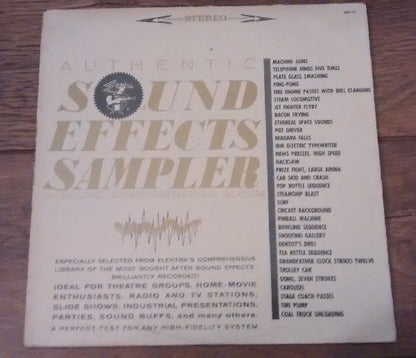 STEREO
AUTHENTIC
SOUND
EFFECTS
SAMPLER
A SOUND DEMONSTRATION ALBUM
ESPECIALLY SELECTED FROM ELEKTRA'S COMPREHENSIVE
LIBRARY OF THE MOST SOUGHT AFTER SOUND EFFECTS.
BRILLIANTLY RECORDED!
IDEAL FOR THEATRE GROUPS, HOME-MOVIE
ENTHUSIASTS, RADIO AND TV STATIONS,
SLIDE SHOWS, INDUSTRIAL PRESENTATIONS,
PARTIES, SOUND BUFFS, and many others.
A PERFECT TEST FOR ANY HIGH-FIDELITY SYSTEM
MACHINE GUNS
TELEPHONE RINGS FIVE TIMES
PLATE GLASS SMASHING
PING-PONG
FIRE ENGINE PASSES WITH BELL CLANGING
STEAM LOCOMOTIVE
JET FIGHTER FLYBY
BACON FRYING
ETHEREAL SPACE SOUNDS
PILE DRIVER
NIAGARA FALLS
IBM ELECTRIC TYPEWRITER
NEWS PRESSES, HIGH SPEED
HACKSAW
PRIZE FIGHT, LARGE ARENA
CAR SKID AND CRASH
POP BOTTLE SEQUENCE
STEAMSHIP BLAST
SURF
CRICKET BACKGROUND
PINBALL MACHINE
BOWLING SEQUENCE
SHOOTING GALLERY
DENTIST'S DRILL
TEA KETTLE SEQUENCE
GRANDFATHER CLOCK STRIKES TWELVE
TROLLEY CAR
GONG, SEVEN STROKES
CAROUSEL
STAGE COACH PASSES
TIRE PUMP
COAL TRUCK UNLOADING